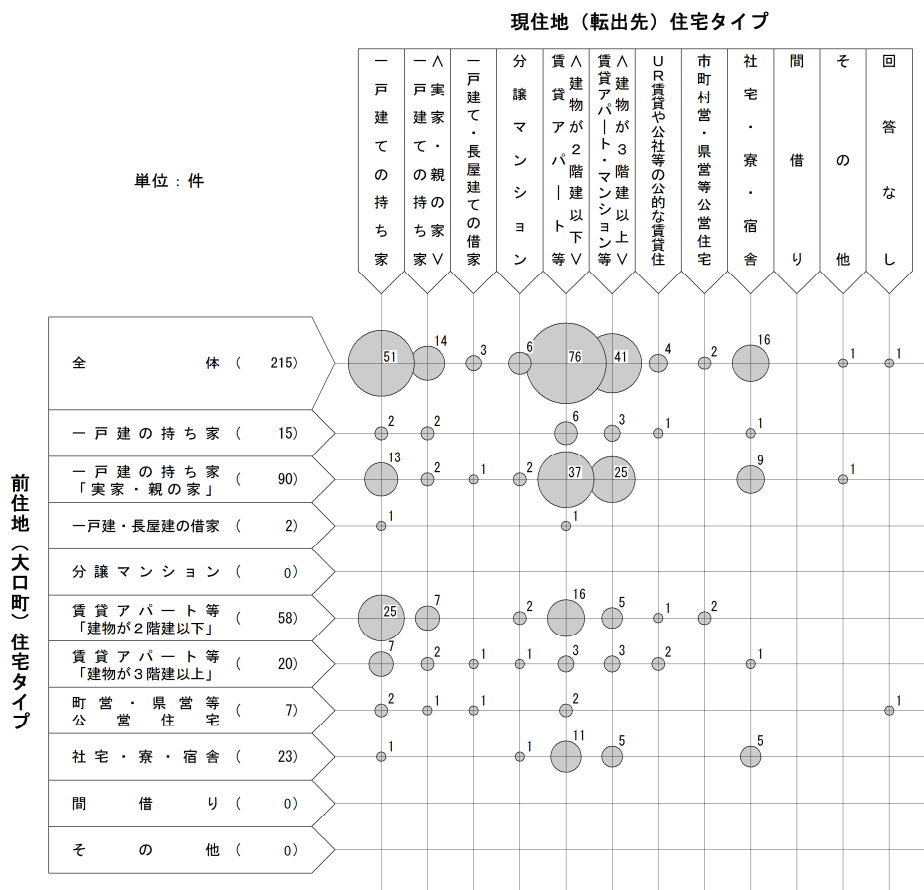 現住地（転出先）住宅タイプ
一戸建ての持ち家
一戸建ての持ち家
＜実家・親の家＞
一戸建て・長屋建ての借家
分譲マンション
賃貸アパート等
＜建物が２階建以下＞
賃貸アパート・マンション等
＜建物が３階建以上＞
ＵＲ賃貸や公社等の公的な賃貸住
市町村営・県営等公営住宅
社宅・寮・宿舎
間借り
その他
回答なし
単位：件
前住地（大口町）住宅タイプ
全体（ 215）
51 14 3 6 76 41 4 2 16 1 1
一戸建の持ち家（ 15）
2 2 6 3 1 1
一戸建の持ち家
「実家・親の家」（ 90）
13 2 1 2 37 25 9 1
一戸建・長屋建の借家（ 2）
1 1
分譲マンション（ 0）
賃貸アパート等
「建物が２階建以下」（ 58）
25 7 2 16 5 1 2
賃貸アパート等
「建物が３階建以上」（ 20）
7 2 1 1 3 3 2 1
町営・県営等
公営住宅（ 7）
2 1 1 2 1
社宅・寮・宿舎（ 23）
1 1 11 5 5
間借り（ 0）
その他（ 0）